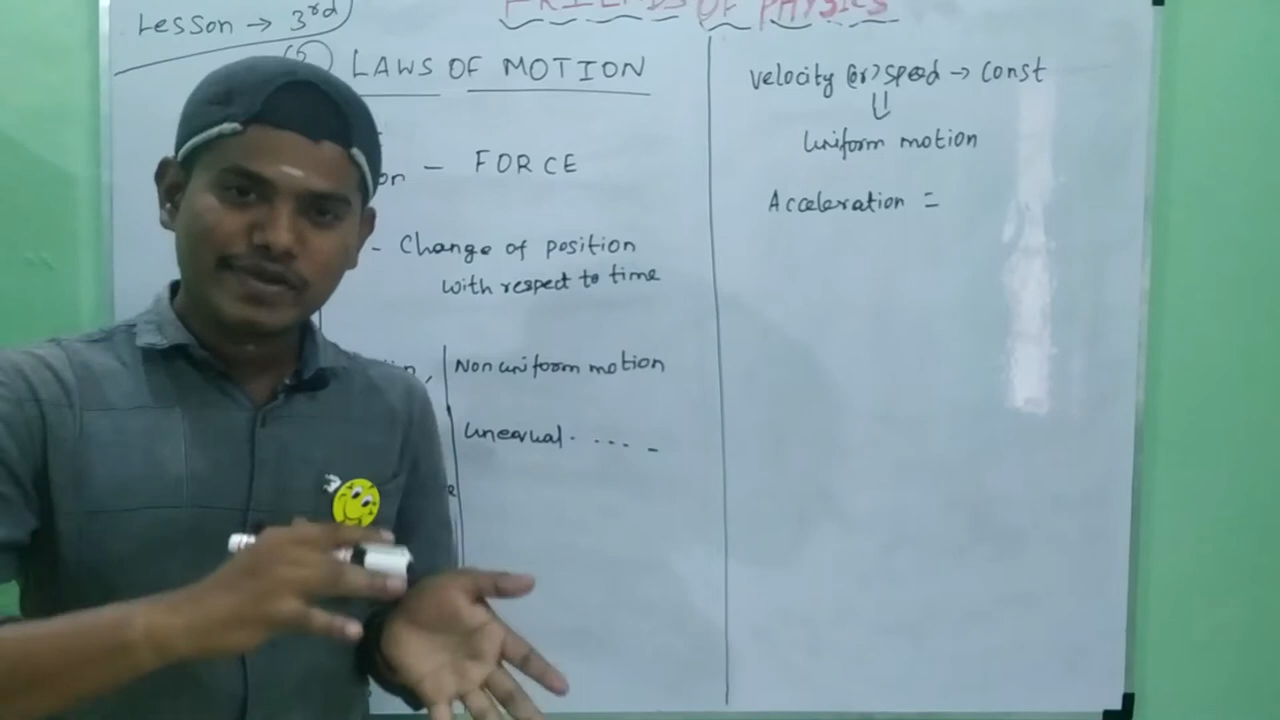 FRIENDS OF PHYSICS
Lesson → 3rd
LAWS OF MOTION
on - FORCE
- Change of position
with respect to time
Non uniform motion
unequal. .... -
Velocity (or) speed → Const
⇓
Uniform motion
Acceleration =